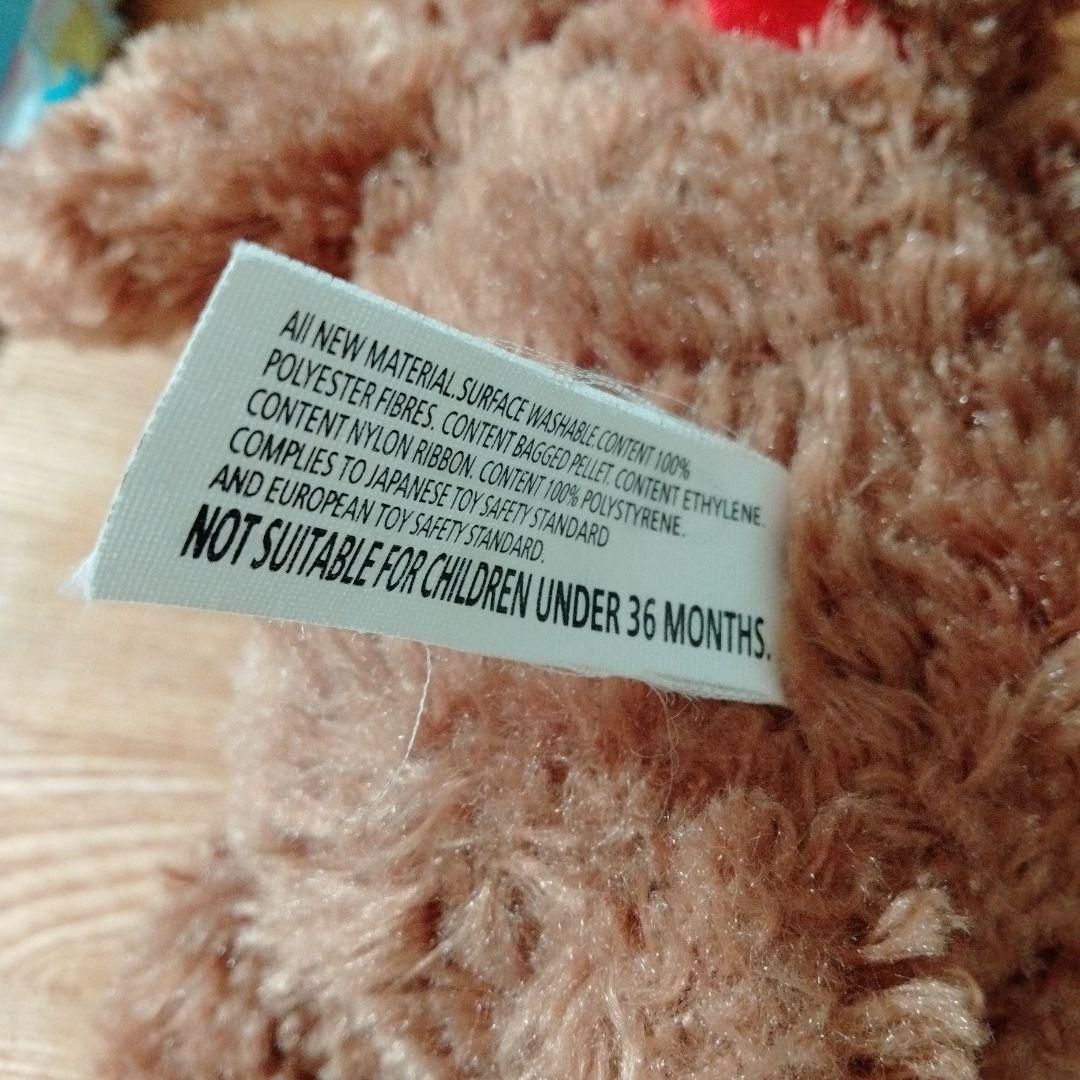 All NEW MATERIAL.SURFACE WASHABLE.CONTENT 100%
POLYESTER FIBRES. CONTENT BAGGED PELLET. CONTENT ETHYLENE.
CONTENT NYLON RIBBON. CONTENT 100% POLYSTYRENE.
COMPLIES TO JAPANESE TOY SAFETY STANDARD
AND EUROPEAN TOY SAFETY STANDARD.
NOT SUITABLE FOR CHILDREN UNDER 36 MONTHS.